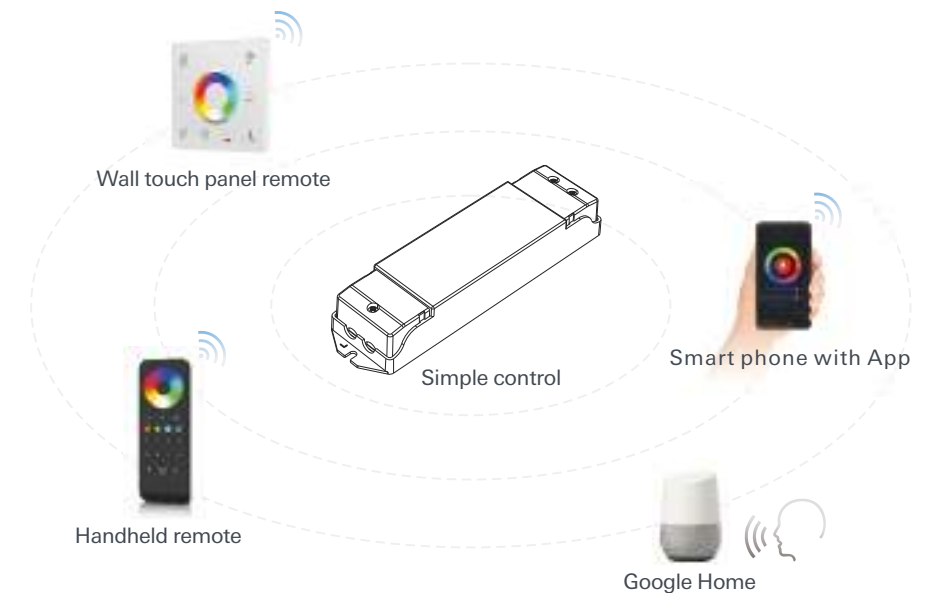 Wall touch panel remote
Simple control
Smart phone with App
Handheld remote
Google Home